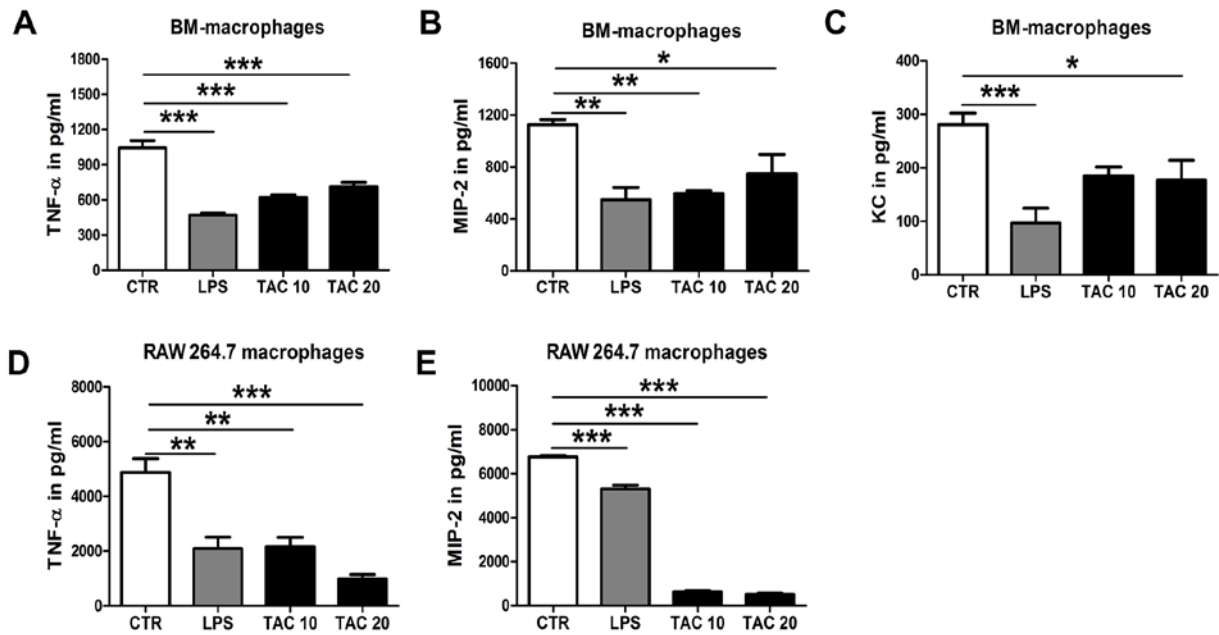 A
BM-macrophages
TNF-α in pg/ml
1800
1500
1200
900
600
300
0
***
***
***
CTR LPS TAC 10 TAC 20
B
BM-macrophages
MIP-2 in pg/ml
1600
1200
800
400
0
*
**
**
CTR LPS TAC 10 TAC 20
C
BM-macrophages
KC in pg/ml
400
300
200
100
0
*
***
CTR LPS TAC 10 TAC 20
D
RAW 264.7 macrophages
TNF-α in pg/ml
8000
6000
4000
2000
0
***
**
**
CTR LPS TAC 10 TAC 20
E
RAW 264.7 macrophages
MIP-2 in pg/ml
10000
8000
6000
4000
2000
0
***
***
***
CTR LPS TAC 10 TAC 20